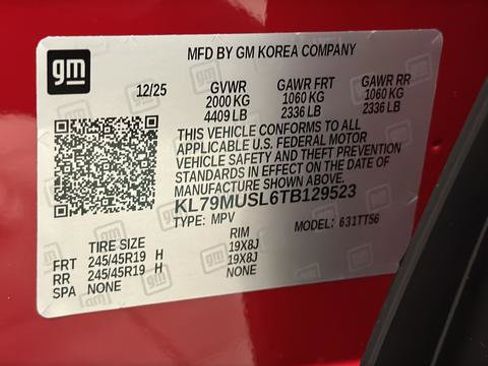 gm
MFD BY GM KOREA COMPANY
12/25 GVWR GAWR FRT GAWR RR
2000 KG 1060 KG 1060 KG
4409 LB 2336 LB 2336 LB
THIS VEHICLE CONFORMS TO ALL
APPLICABLE U.S. FEDERAL MOTOR
VEHICLE SAFETY AND THEFT PREVENTION
STANDARDS IN EFFECT ON THE DATE OF
MANUFACTURE SHOWN ABOVE.
KL79MUSL6TB129523
TYPE: MPV MODEL: 631TT56
TIRE SIZE RIM
FRT 245/45R19 H 19X8J
RR 245/45R19 H 19X8J
SPA NONE NONE